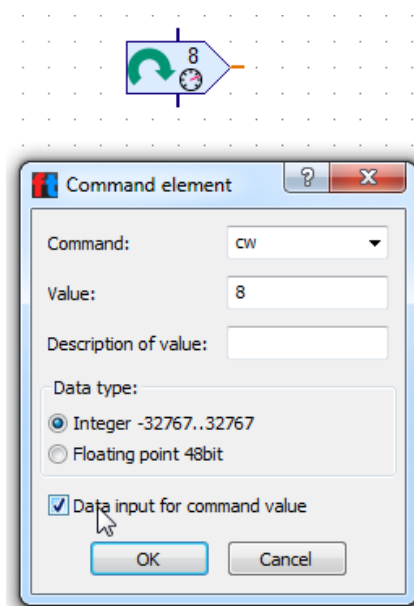 8
Command element
Command: cw
Value: 8
Description of value:
Data type:
Integer -32767..32767
Floating point 48bit
Data input for command value
OK Cancel